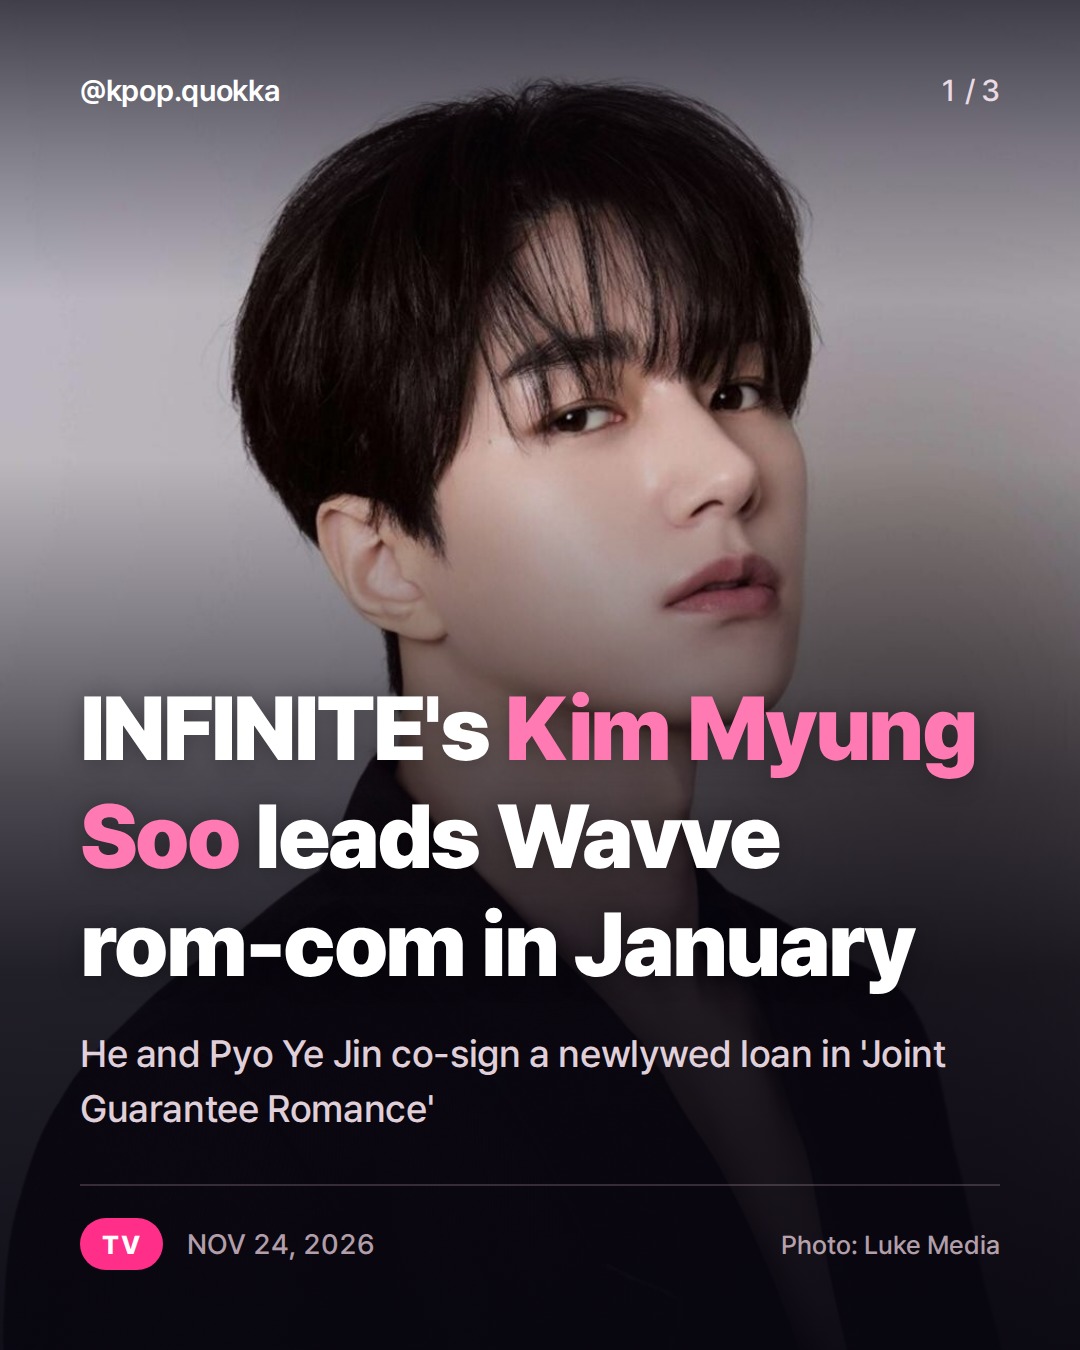 @kpop.quokka
1 / 3
INFINITE's Kim Myung
Soo leads Wavve
rom-com in January
He and Pyo Ye Jin co-sign a newlywed loan in 'Joint
Guarantee Romance'
TV
NOV 24, 2026
Photo: Luke Media